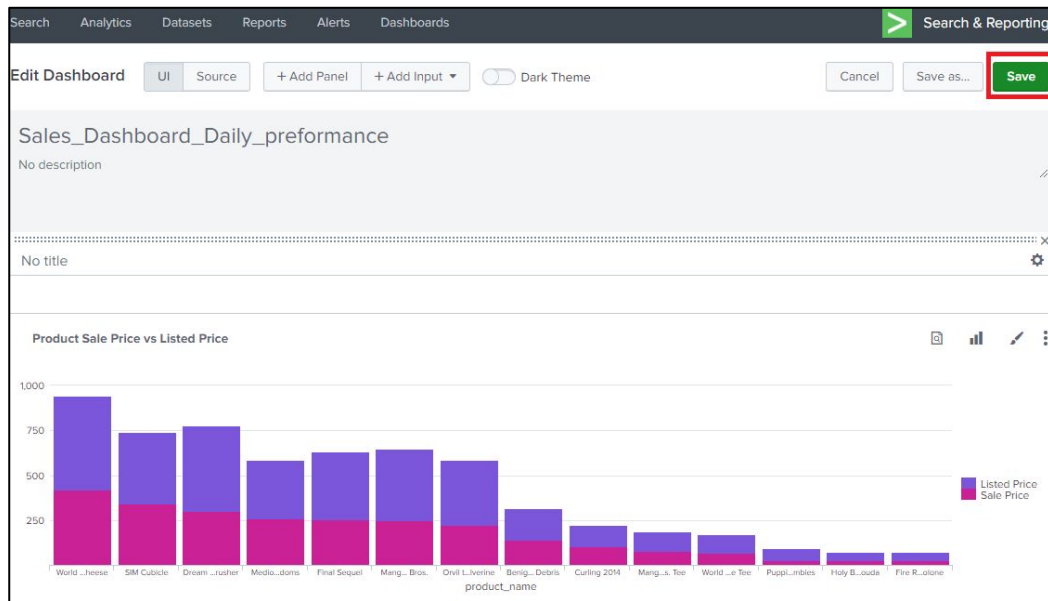 Search Analytics Datasets Reports Alerts Dashboards Search & Reporting
Edit Dashboard UI Source + Add Panel + Add Input Dark Theme Cancel Save as... Save
Sales_Dashboard_Daily_preformance
No description
No title
Product Sale Price vs Listed Price
1,000
750
500
250
Listed Price
Sale Price
World ...heese SIM Cubicle Dream ...rusher Medio...doms Final Sequel Mang... Bros. Orvil I...lverine Benig... Debris Curling 2014 Mang...s. Tee World ...e Tee Puppi...mbies Holy B...ouda Fire R...olone
product_name